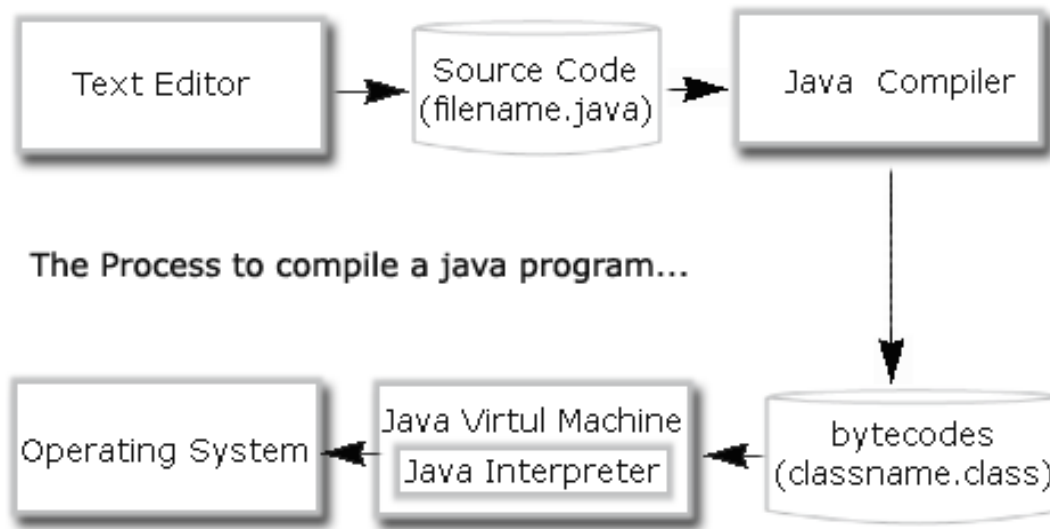 Text Editor
Source Code
(filename.java)
Java Compiler
The Process to compile a java program...
Operating System
Java Virtul Machine
Java Interpreter
bytecodes
(classname.class)